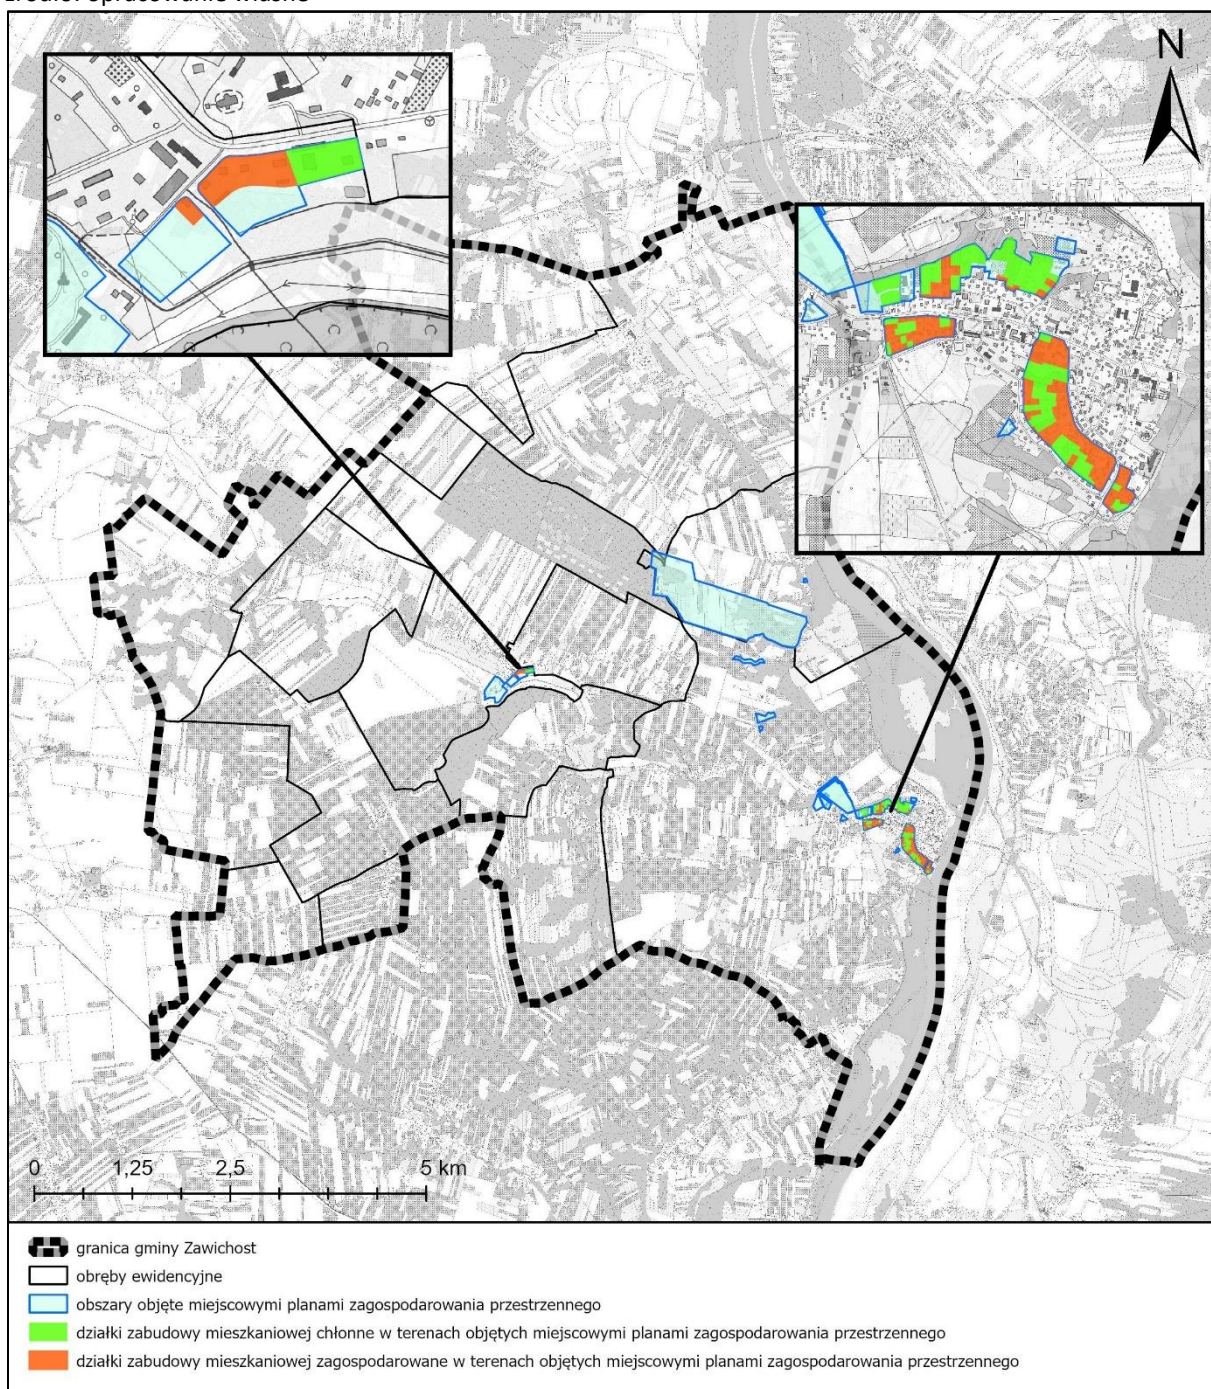 źródło: opracowanie własne
N
0 1,25 2,5 5 km
granica gminy Zawichost
obręby ewidencyjne
obszary objęte miejscowymi planami zagospodarowania przestrzennego
działki zabudowy mieszkaniowej chłonne w terenach objętych miejscowymi planami zagospodarowania przestrzennego
działki zabudowy mieszkaniowej zagospodarowane w terenach objętych miejscowymi planami zagospodarowania przestrzennego